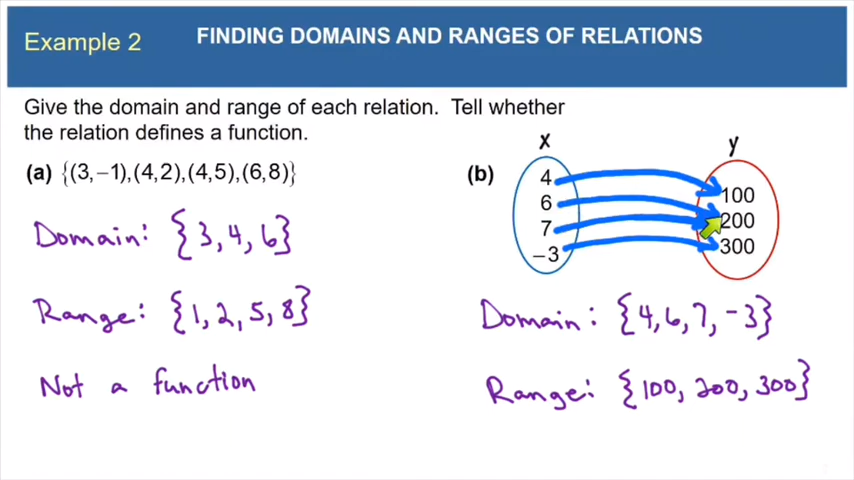 Example 2
FINDING DOMAINS AND RANGES OF RELATIONS
Give the domain and range of each relation. Tell whether
the relation defines a function.
(a) {(3,−1),(4,2),(4,5),(6,8)}
Domain: {3, 4, 6}
Range: {1, 2, 5, 8}
Not a function
(b)
x
4
6
7
−3
y
100
200
300
Domain: {4, 6, 7, -3}
Range: {100, 200, 300}